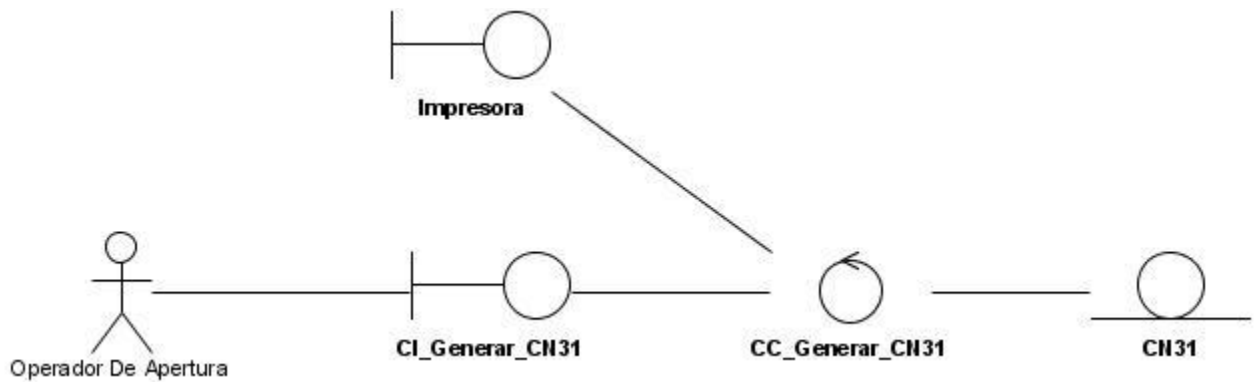 Impresora
CI_Generar_CN31
CC_Generar_CN31
CN31
Operador De Apertura